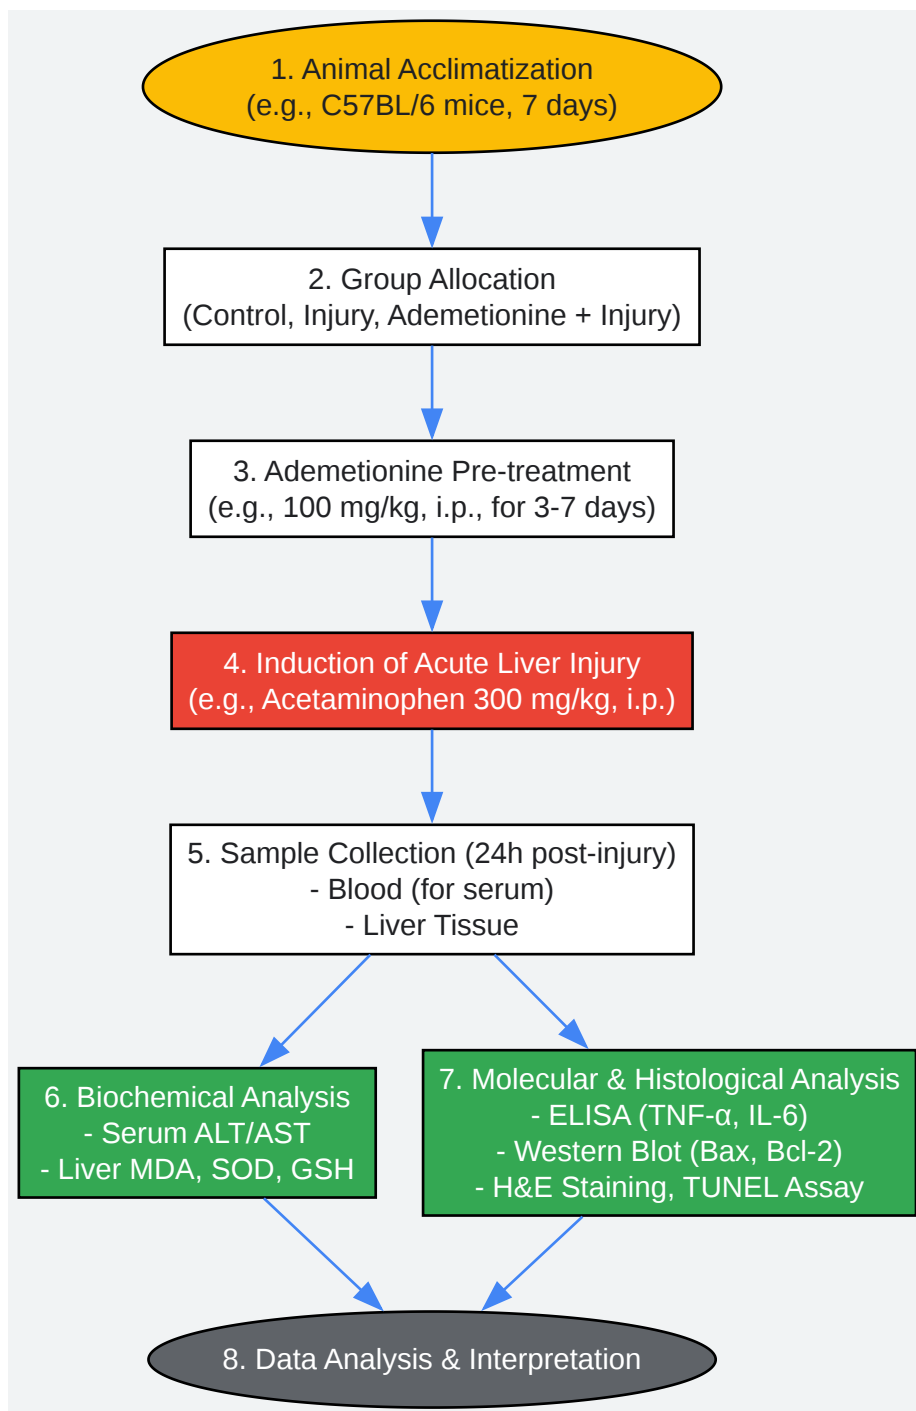 1. Animal Acclimatization
(e.g., C57BL/6 mice, 7 days)
2. Group Allocation
(Control, Injury, Ademetionine + Injury)
3. Ademetionine Pre-treatment
(e.g., 100 mg/kg, i.p., for 3-7 days)
4. Induction of Acute Liver Injury
(e.g., Acetaminophen 300 mg/kg, i.p.)
5. Sample Collection (24h post-injury)
- Blood (for serum)
- Liver Tissue
6. Biochemical Analysis
- Serum ALT/AST
- Liver MDA, SOD, GSH
7. Molecular & Histological Analysis
- ELISA (TNF-α, IL-6)
- Western Blot (Bax, Bcl-2)
- H&E Staining, TUNEL Assay
8. Data Analysis & Interpretation